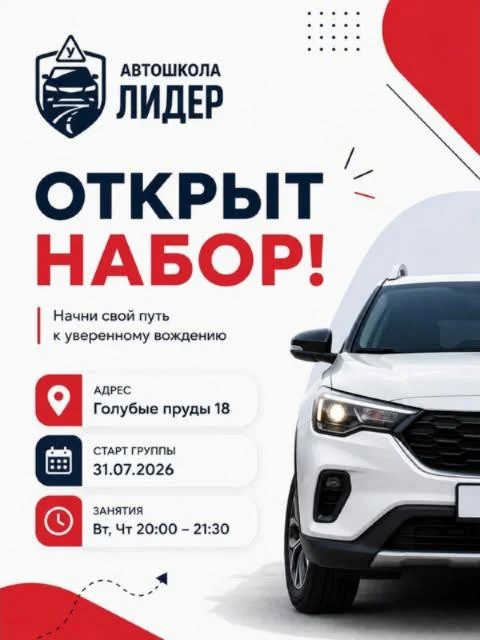 У
АВТОШКОЛА
ЛИДЕР
ОТКРЫТ
НАБОР!
Начни свой путь
к уверенному вождению
АДРЕС
Голубые пруды 18
СТАРТ ГРУППЫ
31.07.2026
ЗАНЯТИЯ
Вт, Чт 20:00 – 21:30